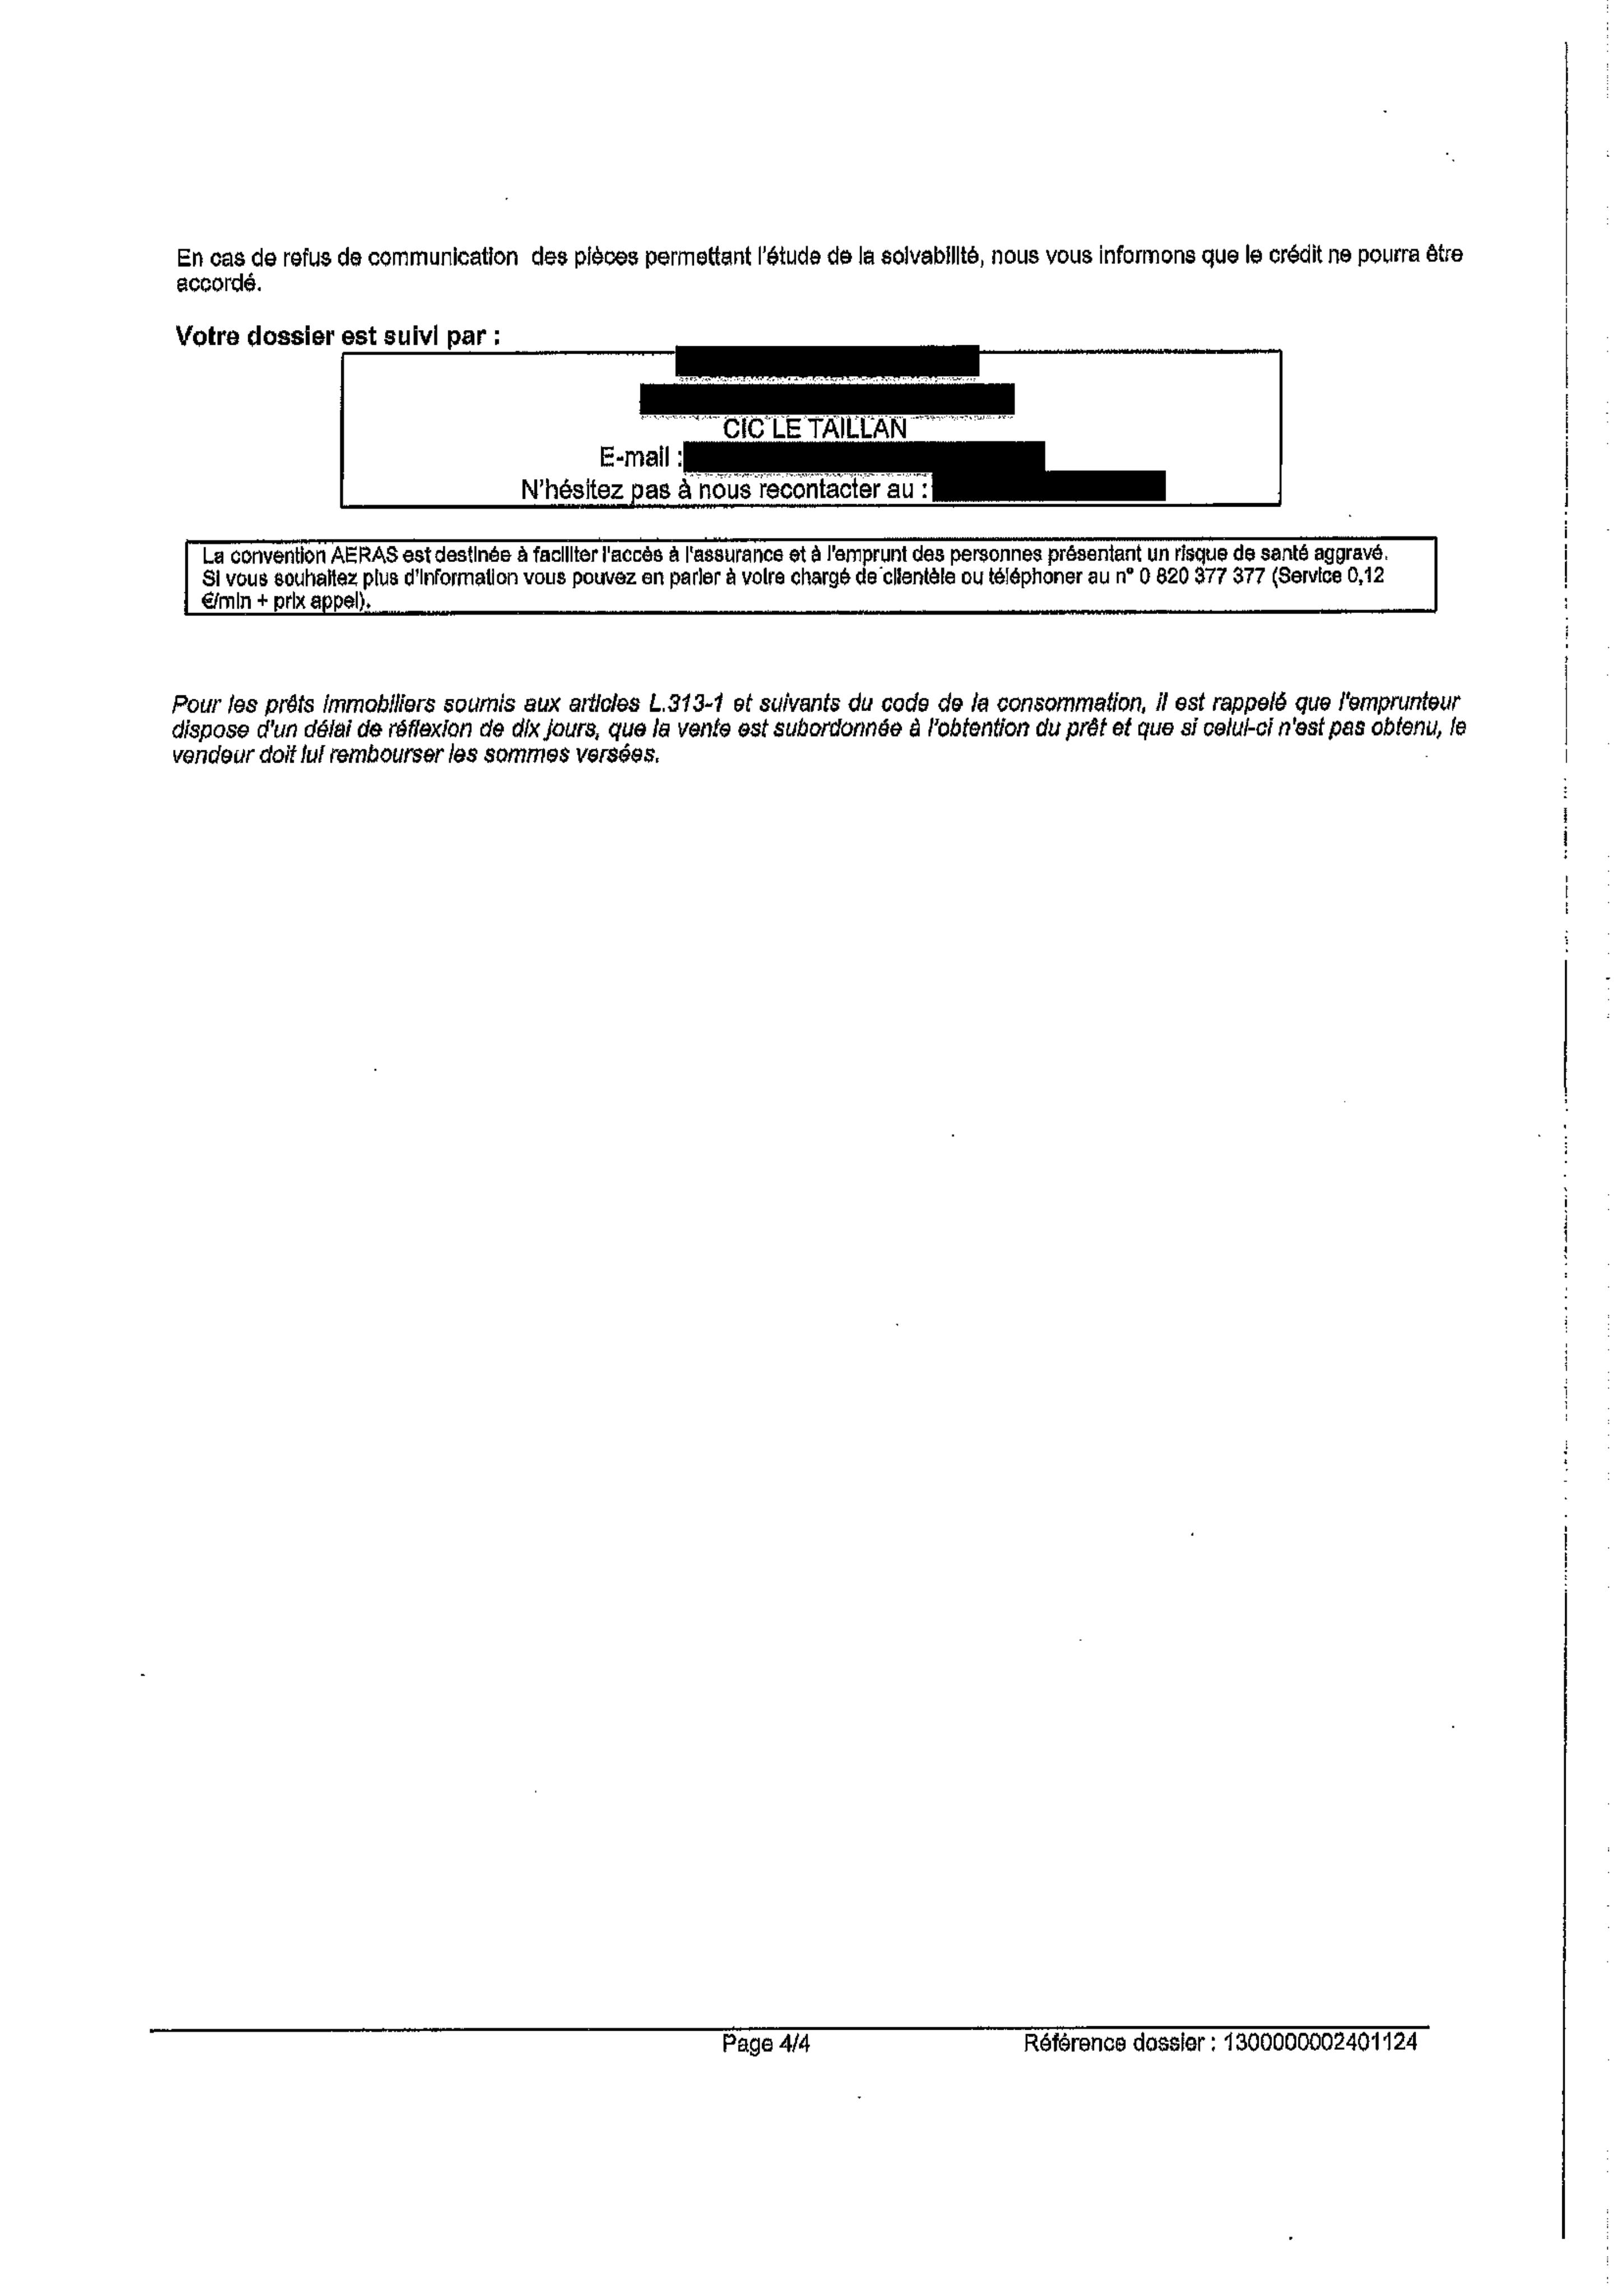 En cas de refus de communication des pièces permettant l'étude de la solvabilité, nous vous informons que le crédit ne pourra être
accordé.
Votre dossier est suivi par :
CIC LE TAILLAN
E-mail :
N'hésitez pas à nous recontacter au :
La convention AERAS est destinée à faciliter l'accès à l'assurance et à l'emprunt des personnes présentant un risque de santé aggravé.
Si vous souhaitez plus d'information vous pouvez en parler à votre chargé de clientèle ou téléphoner au n° 0 820 377 377 (Service 0,12
€/min + prix appel).
Pour les prêts immobiliers soumis aux articles L.313-1 et suivants du code de la consommation, il est rappelé que l'emprunteur
dispose d'un délai de réflexion de dix jours, que la vente est subordonnée à l'obtention du prêt et que si celui-ci n'est pas obtenu, le
vendeur doit lui rembourser les sommes versées.
Page 4/4 Référence dossier : 1300000002401124